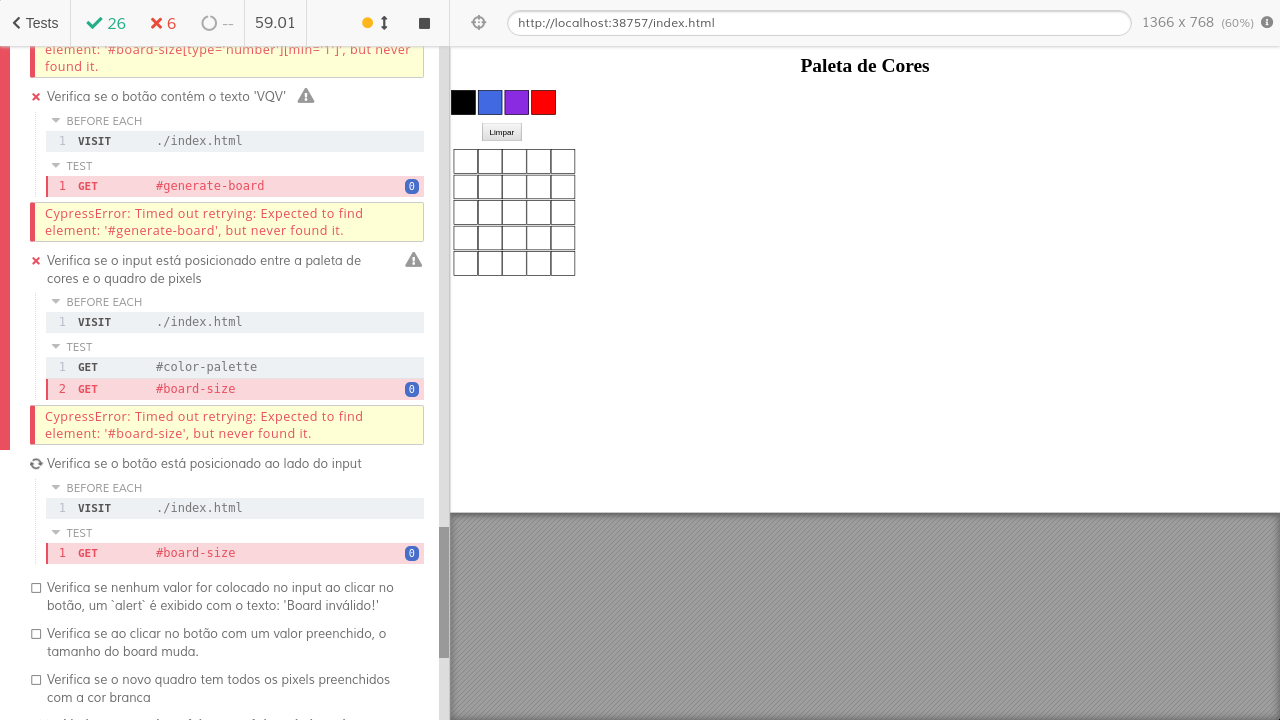 Tests
26
6
--
59.01
http://localhost:38757/index.html
1366 x 768 (60%)
element: '#board-size[type='number'][min='1']', but never
found it.
Verifica se o botão contém o texto 'VQV'
BEFORE EACH
1 VISIT ./index.html
TEST
1 GET #generate-board 0
CypressError: Timed out retrying: Expected to find
element: '#generate-board', but never found it.
Verifica se o input está posicionado entre a paleta de
cores e o quadro de pixels
BEFORE EACH
1 VISIT ./index.html
TEST
1 GET #color-palette
2 GET #board-size 0
CypressError: Timed out retrying: Expected to find
element: '#board-size', but never found it.
Verifica se o botão está posicionado ao lado do input
BEFORE EACH
1 VISIT ./index.html
TEST
1 GET #board-size 0
Verifica se nenhum valor for colocado no input ao clicar no
botão, um `alert` é exibido com o texto: 'Board inválido!'
Verifica se ao clicar no botão com um valor preenchido, o
tamanho do board muda.
Verifica se o novo quadro tem todos os pixels preenchidos
com a cor branca
Paleta de Cores
Limpar